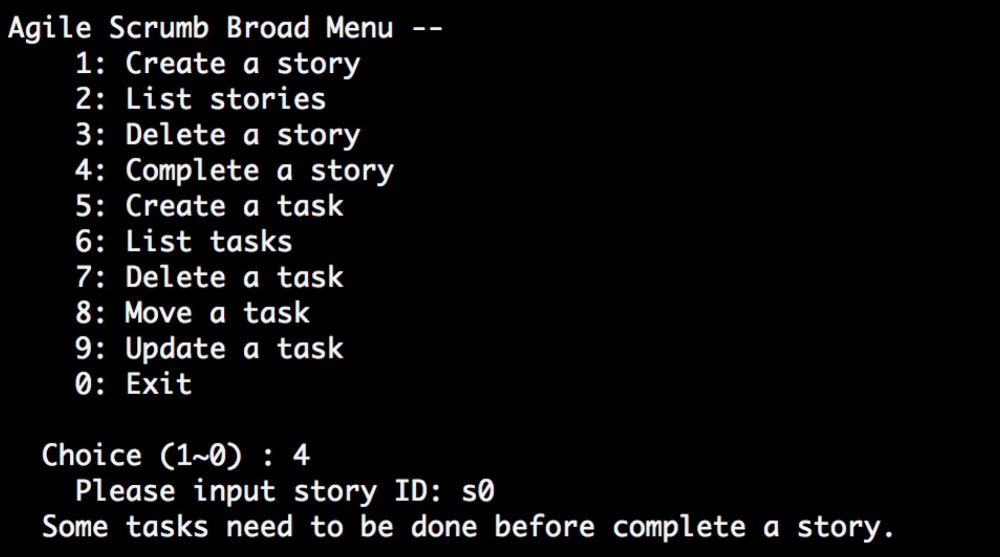 Agile Scrumb Broad Menu --
1: Create a story
2: List stories
3: Delete a story
4: Complete a story
5: Create a task
6: List tasks
7: Delete a task
8: Move a task
9: Update a task
0: Exit
Choice (1~0) : 4
Please input story ID: s0
Some tasks need to be done before complete a story.